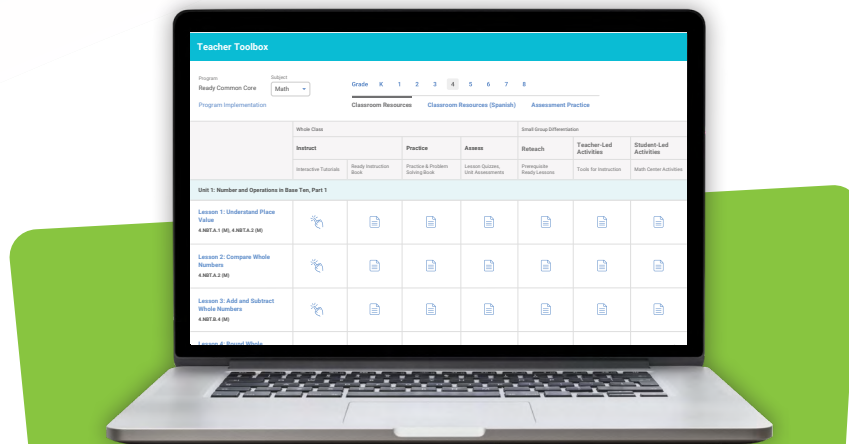 Teacher Toolbox
Program
Subject
Ready Common Core
Math
Grade K 1 2 3 4 5 6 7 8
Program Implementation
Classroom Resources
Classroom Resources (Spanish)
Assessment Practice
Whole Class
Small Group Differentiation
Instruct
Practice
Assess
Reteach
Teacher-Led
Activities
Student-Led
Activities
Interactive Tutorials
Ready Instruction
Book
Practice & Problem
Solving Book
Lesson Quizzes,
Unit Assessments
Prerequisite
Ready Lessons
Tools for Instruction
Math Center Activities
Unit 1: Number and Operations in Base Ten, Part 1
Lesson 1: Understand Place
Value
4.NBT.A.1 (M), 4.NBT.A.2 (M)
Lesson 2: Compare Whole
Numbers
4.NBT.A.2 (M)
Lesson 3: Add and Subtract
Whole Numbers
4.NBT.B.4 (M)
Lesson 4: Round Whole